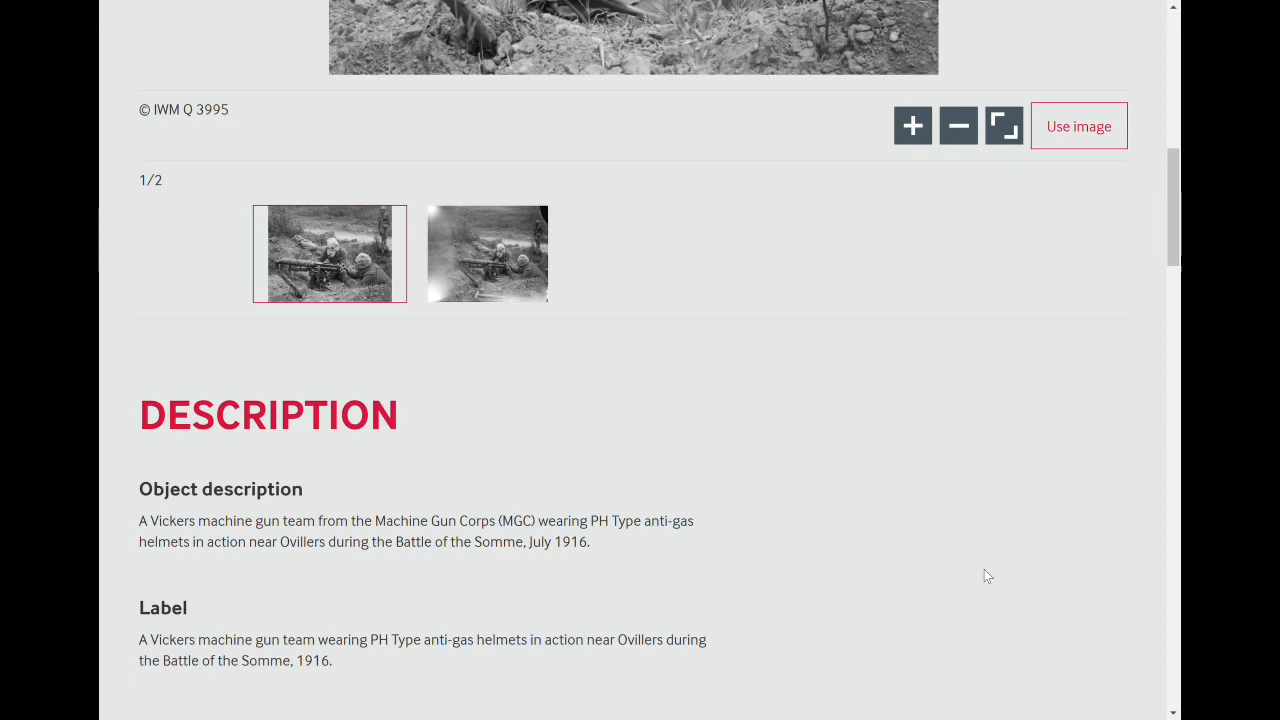 © IWM Q 3995
Use image
1/2
DESCRIPTION
Object description
A Vickers machine gun team from the Machine Gun Corps (MGC) wearing PH Type anti-gas
helmets in action near Ovillers during the Battle of the Somme, July 1916.
Label
A Vickers machine gun team wearing PH Type anti-gas helmets in action near Ovillers during
the Battle of the Somme, 1916.